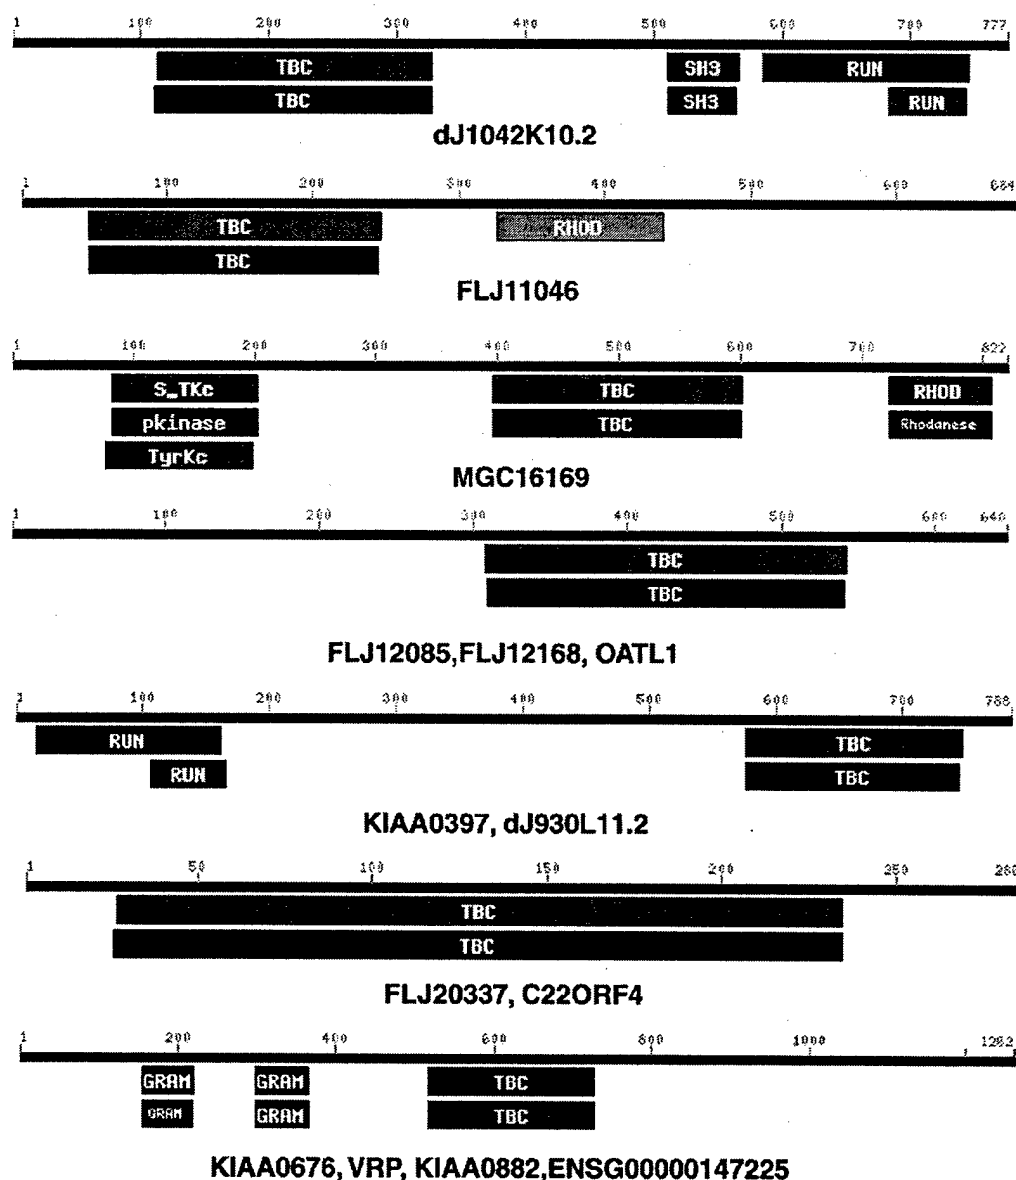 1 100 200 300 400 500 600 700 777
TBC SH3 RUN
TBC SH3 RUN
dJ1042K10.2
1 100 200 300 400 500 600 684
TBC RHOD
TBC
FLJ11046
1 100 200 300 400 500 600 700 822
S_TKc TBC RHOD
pkinase TBC Rhodanese
TyrKc
MGC16169
1 100 200 300 400 500 600 640
TBC
TBC
FLJ12085,FLJ12168, OATL1
1 100 200 300 400 500 600 700 788
RUN TBC
RUN TBC
KIAA0397, dJ930L11.2
1 50 100 150 200 250 280
TBC
TBC
FLJ20337, C22ORF4
1 200 400 600 800 1000 1282
GRAM GRAM TBC
GRAM GRAM TBC
KIAA0676, VRP, KIAA0882,ENSG00000147225